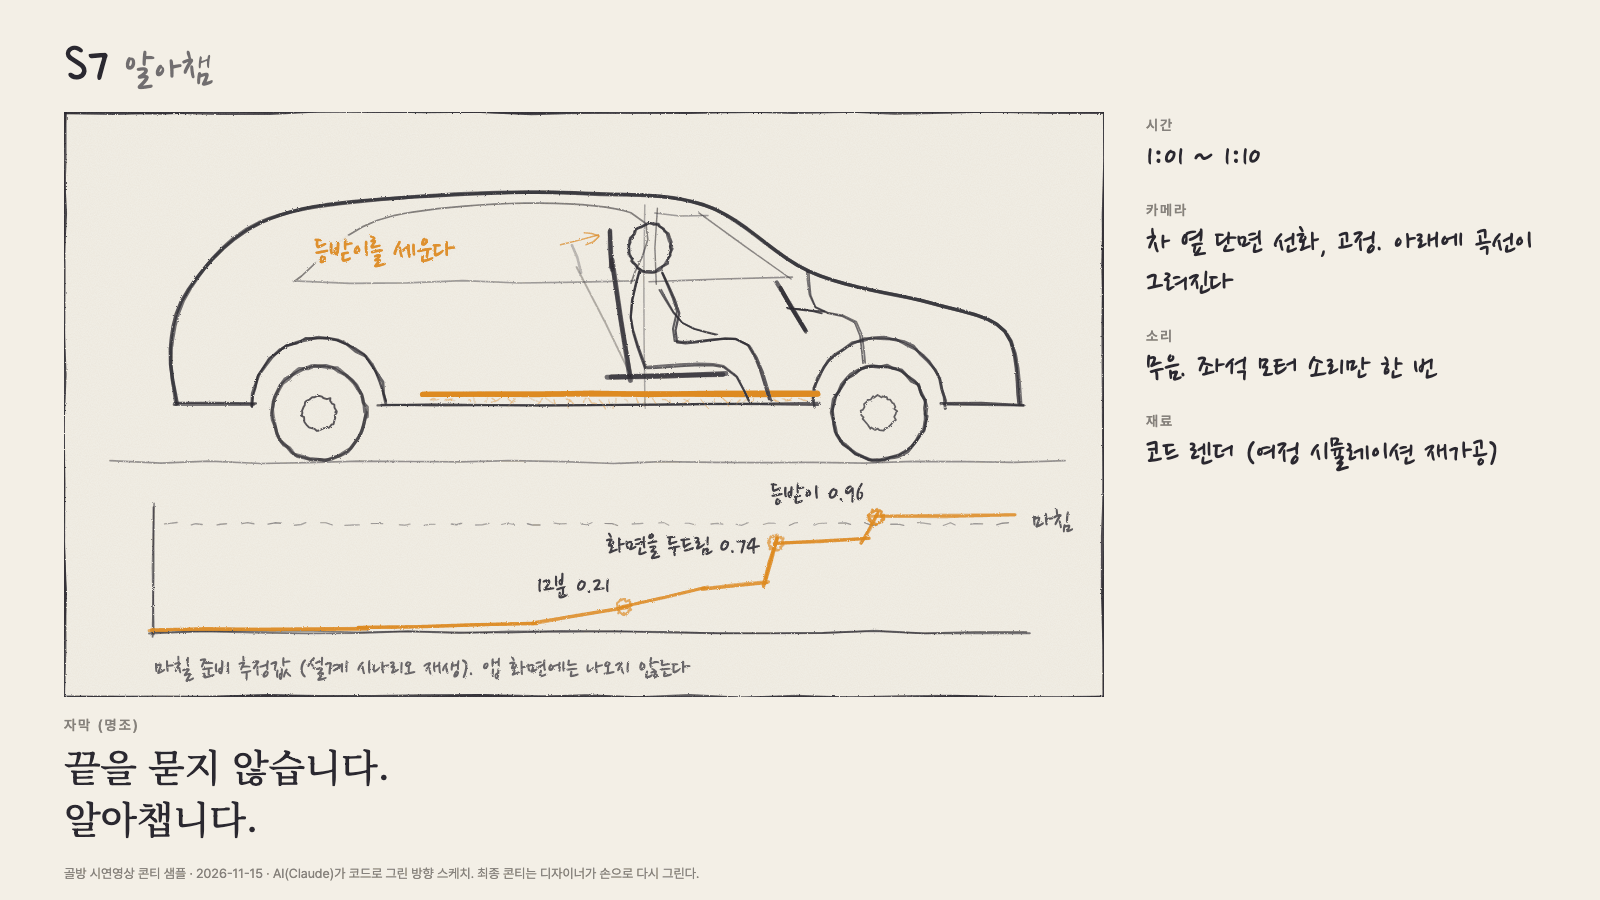 S7 알아챔
등받이를 세운다
등받이 0.96
마침
화면을 두드림 0.74
12분 0.21
마칠 준비 추정값 (설계 시나리오 재생). 앱 화면에는 나오지 않는다
시간
1:01 ~ 1:10
카메라
차 옆 단면 선화, 고정. 아래에 곡선이
그려진다
소리
무음. 좌석 모터 소리만 한 번
재료
코드 렌더 (여정 시뮬레이션 재가공)
자막 (명조)
끝을 묻지 않습니다.
알아챕니다.
골방 시연영상 콘티 샘플 · 2026-11-15 · AI(Claude)가 코드로 그린 방향 스케치. 최종 콘티는 디자이너가 손으로 다시 그린다.